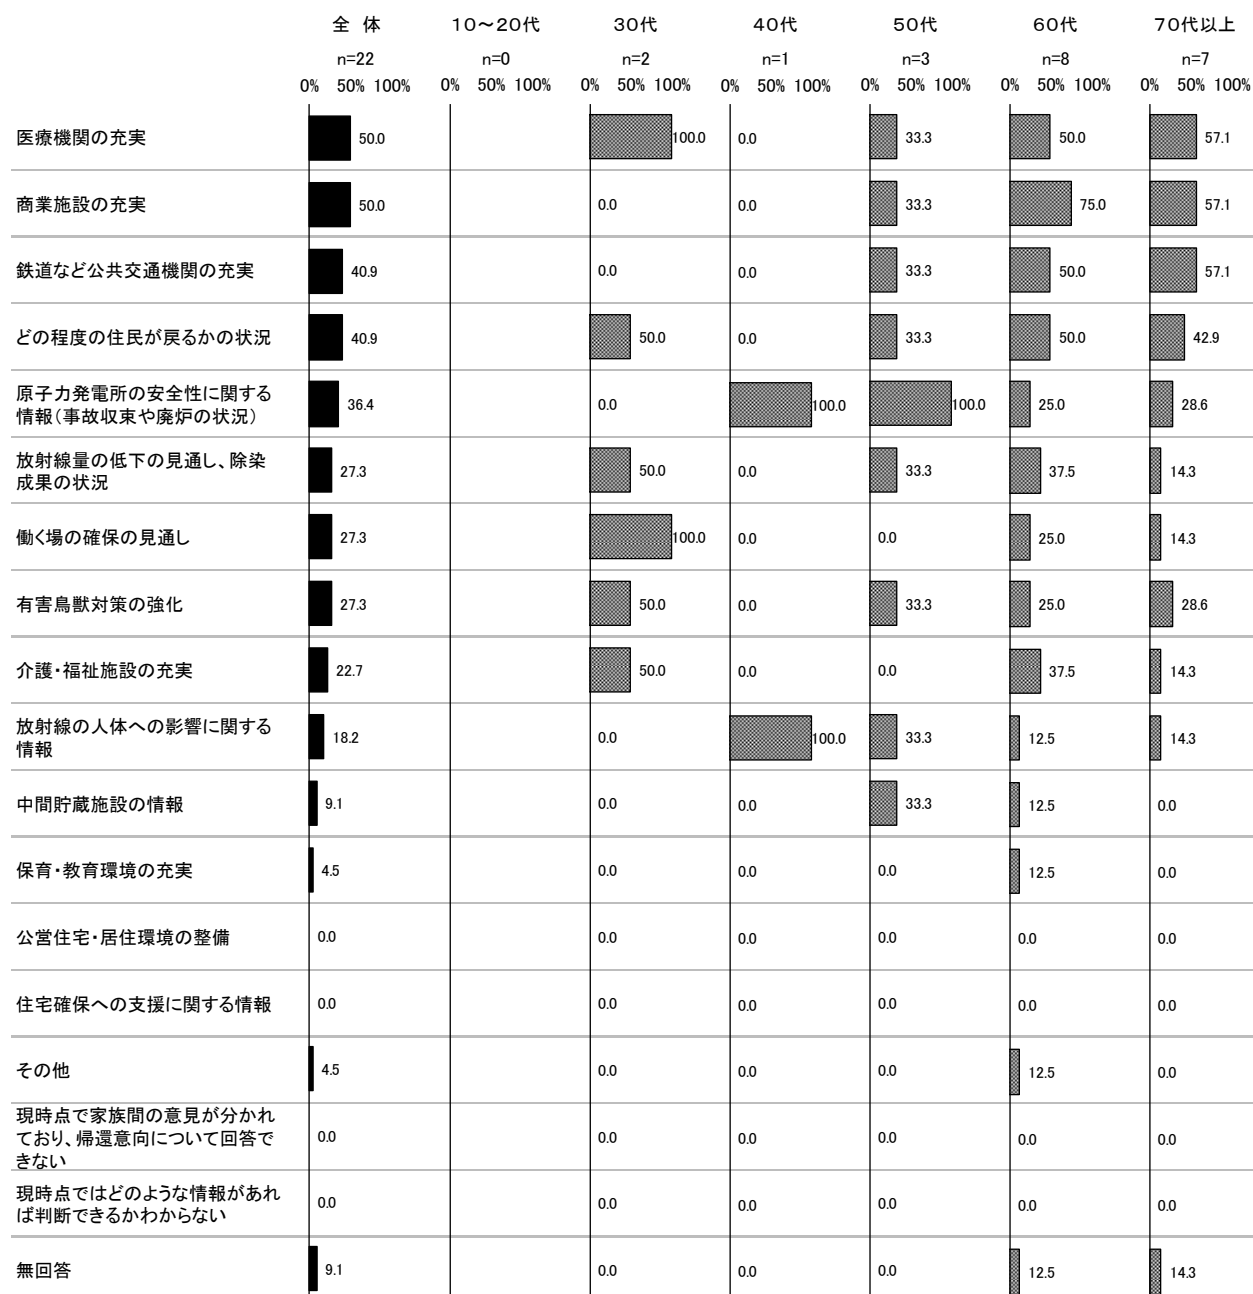 全 体 10～20代 30代 40代 50代 60代 70代以上
n=22 n=0 n=2 n=1 n=3 n=8 n=7
0% 50% 100% 0% 50% 100% 0% 50% 100% 0% 50% 100% 0% 50% 100% 0% 50% 100% 0% 50% 100%
医療機関の充実 50.0 100.0 0.0 33.3 50.0 57.1
商業施設の充実 50.0 0.0 0.0 33.3 75.0 57.1
鉄道など公共交通機関の充実 40.9 0.0 0.0 33.3 50.0 57.1
どの程度の住民が戻るかの状況 40.9 50.0 0.0 33.3 50.0 42.9
原子力発電所の安全性に関する
情報（事故収束や廃炉の状況） 36.4 0.0 100.0 100.0 25.0 28.6
放射線量の低下の見通し、除染
成果の状況 27.3 50.0 0.0 33.3 37.5 14.3
働く場の確保の見通し 27.3 100.0 0.0 0.0 25.0 14.3
有害鳥獣対策の強化 27.3 50.0 0.0 33.3 25.0 28.6
介護・福祉施設の充実 22.7 50.0 0.0 0.0 37.5 14.3
放射線の人体への影響に関する
情報 18.2 0.0 100.0 33.3 12.5 14.3
中間貯蔵施設の情報 9.1 0.0 0.0 33.3 12.5 0.0
保育・教育環境の充実 4.5 0.0 0.0 0.0 12.5 0.0
公営住宅・居住環境の整備 0.0 0.0 0.0 0.0 0.0 0.0
住宅確保への支援に関する情報 0.0 0.0 0.0 0.0 0.0 0.0
その他 4.5 0.0 0.0 0.0 12.5 0.0
現時点で家族間の意見が分かれ
ており、帰還意向について回答で
きない 0.0 0.0 0.0 0.0 0.0 0.0
現時点ではどのような情報があれ
ば判断できるかわからない 0.0 0.0 0.0 0.0 0.0 0.0
無回答 9.1 0.0 0.0 0.0 12.5 14.3